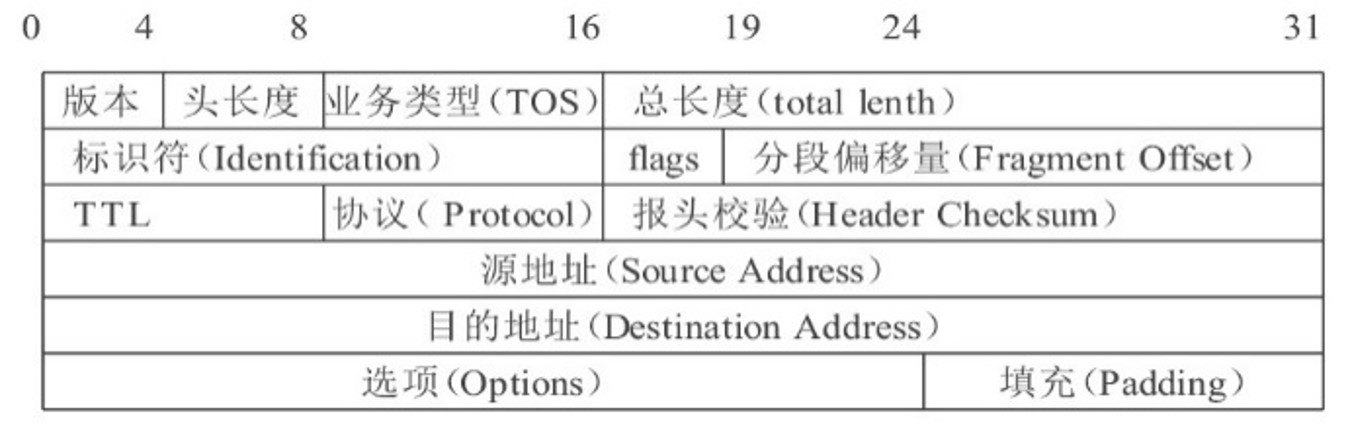 0 4 8 16 19 24 31
版本 头长度 业务类型(TOS) 总长度(total lenth)
标识符(Identification) flags 分段偏移量(Fragment Offset)
TTL 协议( Protocol) 报头校验(Header Checksum)
源地址(Source Address)
目的地址(Destination Address)
选项(Options) 填充(Padding)